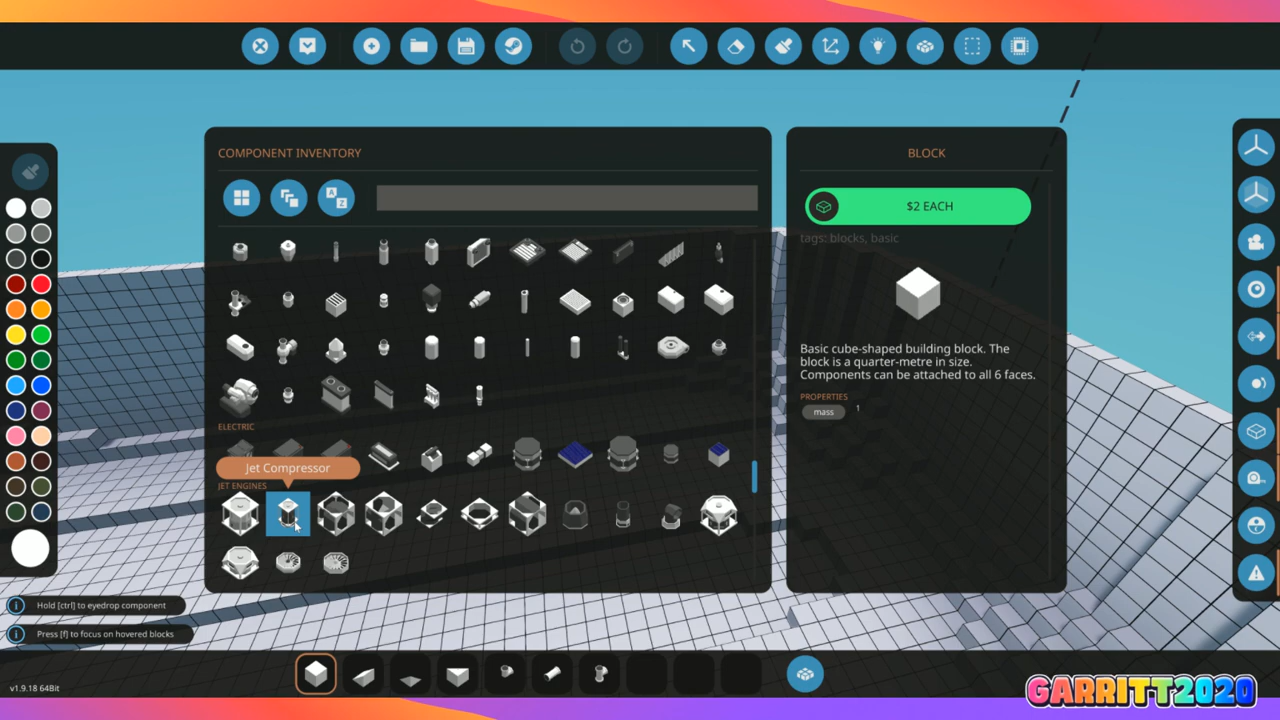 COMPONENT INVENTORY
BLOCK
A
Z
$2 EACH
tags: blocks, basic
Basic cube-shaped building block. The
block is a quarter-metre in size.
Components can be attached to all 6 faces.
PROPERTIES
mass 1
ELECTRIC
Jet Compressor
JET ENGINES
Hold [ctrl] to eyedrop component
Press [f] to focus on hovered blocks
v1.9.18 64Bit
GARRITT2020